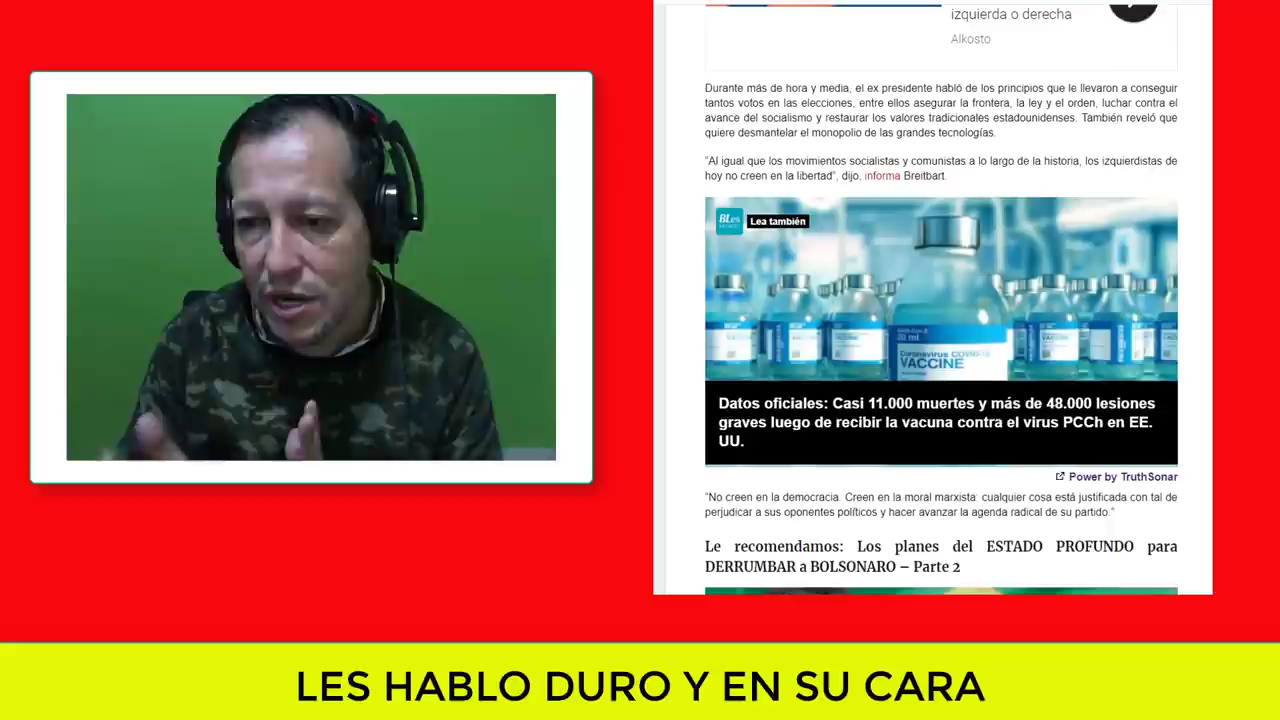 izquierda o derecha
Alkosto
Durante más de hora y media, el ex presidente habló de los principios que le llevaron a conseguir
tantos votos en las elecciones, entre ellos asegurar la frontera, la ley y el orden, luchar contra el
avance del socialismo y restaurar los valores tradicionales estadounidenses. También reveló que
quiere desmantelar el monopolio de las grandes tecnologías.
“Al igual que los movimientos socialistas y comunistas a lo largo de la historia, los izquierdistas de
hoy no creen en la libertad”, dijo, informa Breitbart.
BLes
Lea también
20 ml
Coronavirus COVID-19
VACCINE
Datos oficiales: Casi 11.000 muertes y más de 48.000 lesiones
graves luego de recibir la vacuna contra el virus PCCh en EE.
UU.
Power by TruthSonar
“No creen en la democracia. Creen en la moral marxista: cualquier cosa está justificada con tal de
perjudicar a sus oponentes políticos y hacer avanzar la agenda radical de su partido.”
Le recomendamos: Los planes del ESTADO PROFUNDO para
DERRUMBAR a BOLSONARO – Parte 2
LES HABLO DURO Y EN SU CARA